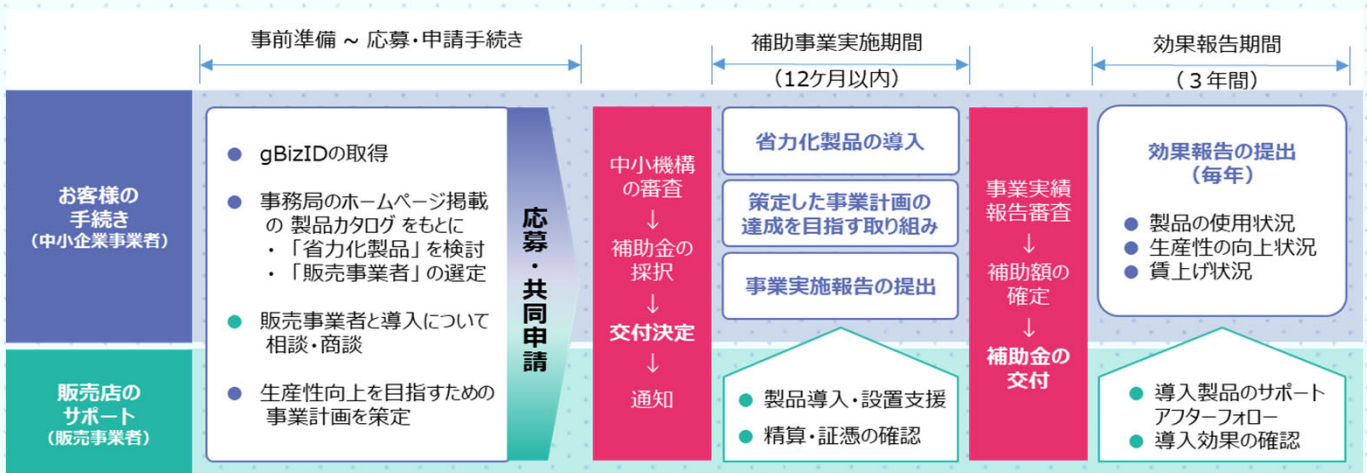 事前準備 ~ 応募・申請手続き
補助事業実施期間
(12ケ月以内)
効果報告期間
(３年間)
お客様の
手続き
(中小企業事業者)
gBizIDの取得
事務局のホームページ掲載
の 製品カタログ をもとに
・「省力化製品」を検討
・「販売事業者」の選定
販売事業者と導入について
相談・商談
生産性向上を目指すための
事業計画を策定
応募・共同申請
中小機構
の審査
↓
補助金の
採択
↓
交付決定
↓
通知
省力化製品の導入
策定した事業計画の
達成を目指す取り組み
事業実施報告の提出
事業実績
報告審査
↓
補助額の
確定
↓
補助金の
交付
効果報告の提出
(毎年)
製品の使用状況
生産性の向上状況
賃上げ状況
販売店の
サポート
(販売事業者)
製品導入・設置支援
精算・証憑の確認
導入製品のサポート
アフターフォロー
導入効果の確認